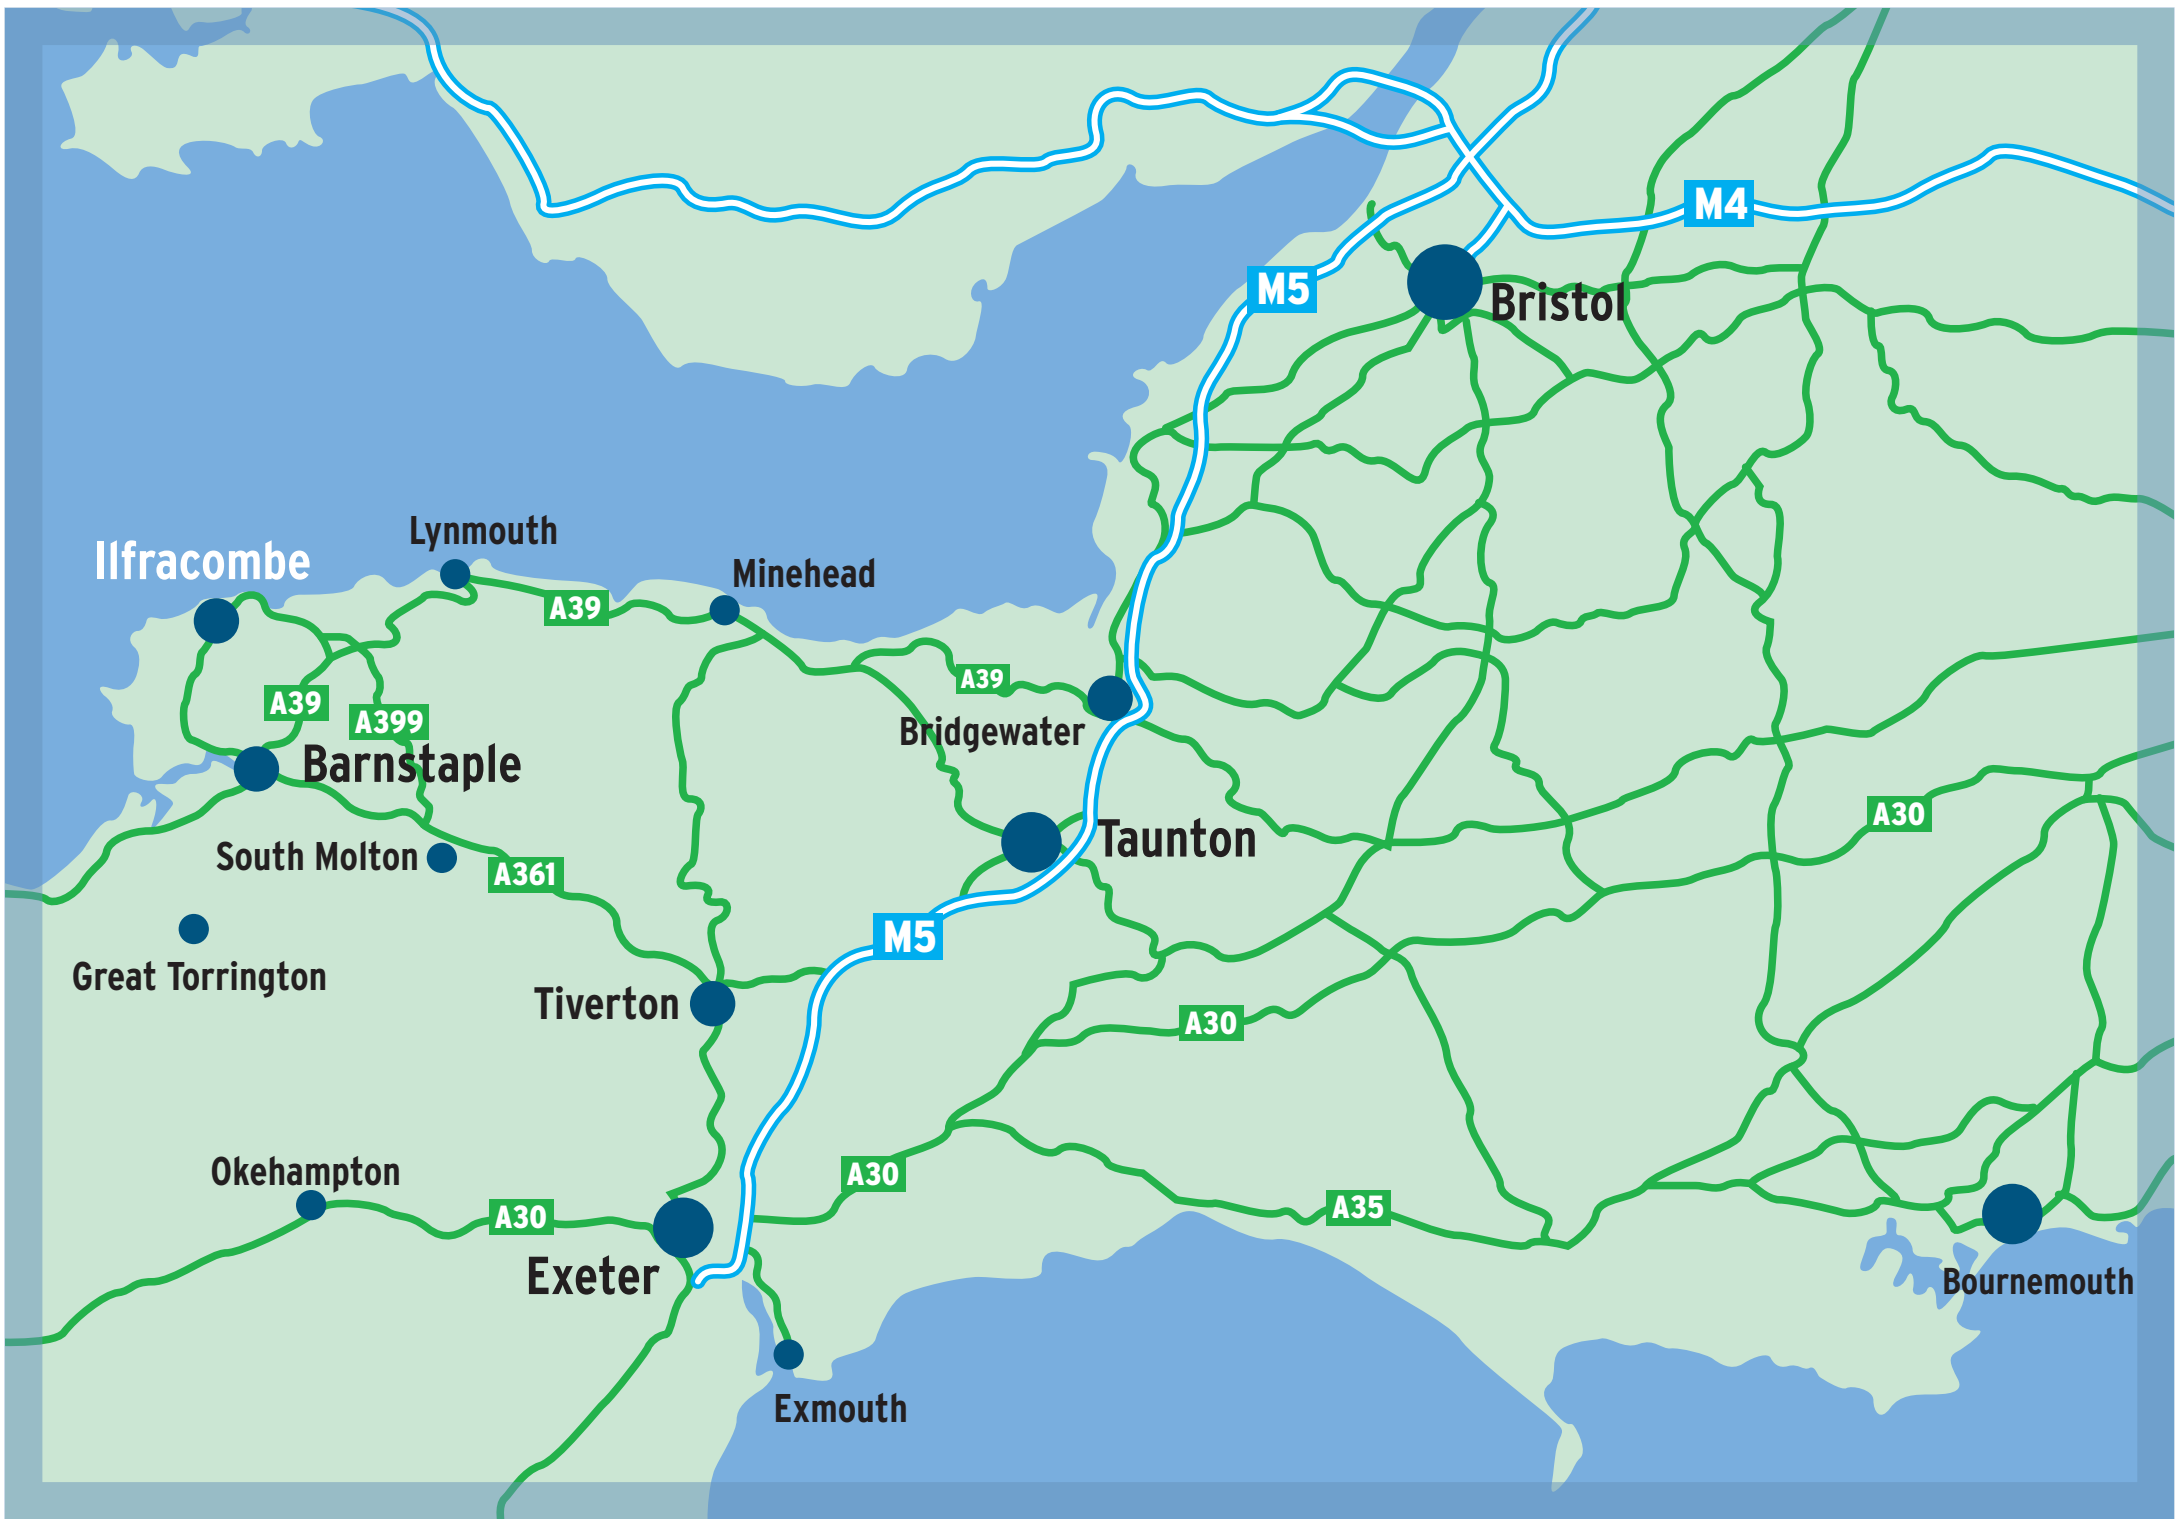 M4
M5
Bristol
Lynmouth
Ilfracombe
Minehead
A39
A39
A39
A399
Bridgewater
Barnstaple
A30
Taunton
South Molton
A361
M5
Great Torrington
Tiverton
A30
Okehampton
A30
A30
A35
Exeter
Bournemouth
Exmouth